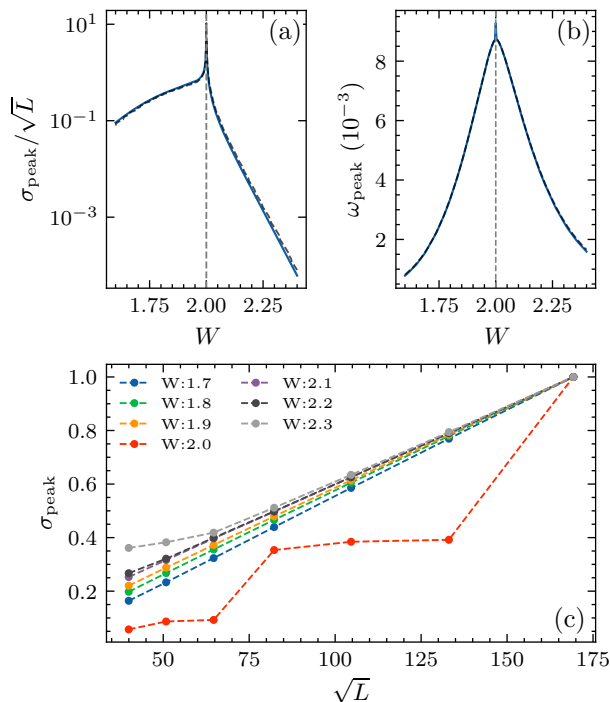 (a)
10¹
10⁻¹
10⁻³
σ_peak/√L
1.75 2.00 2.25
W
(b)
8
6
4
2
ω_peak (10⁻³)
1.75 2.00 2.25
W
1.0
0.8
0.6
0.4
0.2
σ_peak
W:1.7
W:1.8
W:1.9
W:2.0
W:2.1
W:2.2
W:2.3
(c)
50 75 100 125 150 175
√L